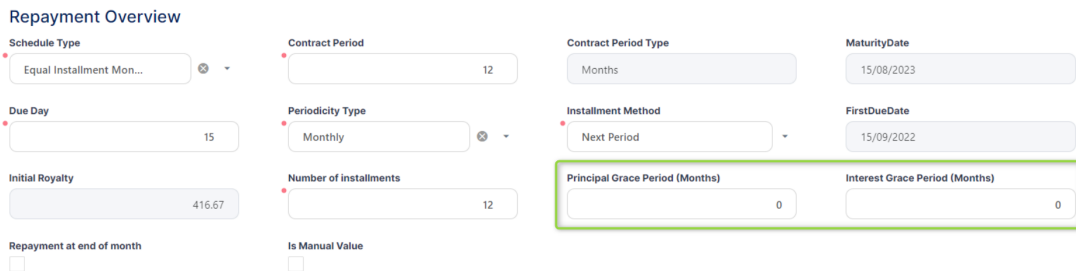 Repayment Overview
Schedule Type Contract Period Contract Period Type MaturityDate
Equal Installment Mon... 12 Months 15/08/2023
Due Day Periodicity Type Installment Method FirstDueDate
15 Monthly Next Period 15/09/2022
Initial Royalty Number of installments Principal Grace Period (Months) Interest Grace Period (Months)
416.67 12 0 0
Repayment at end of month Is Manual Value